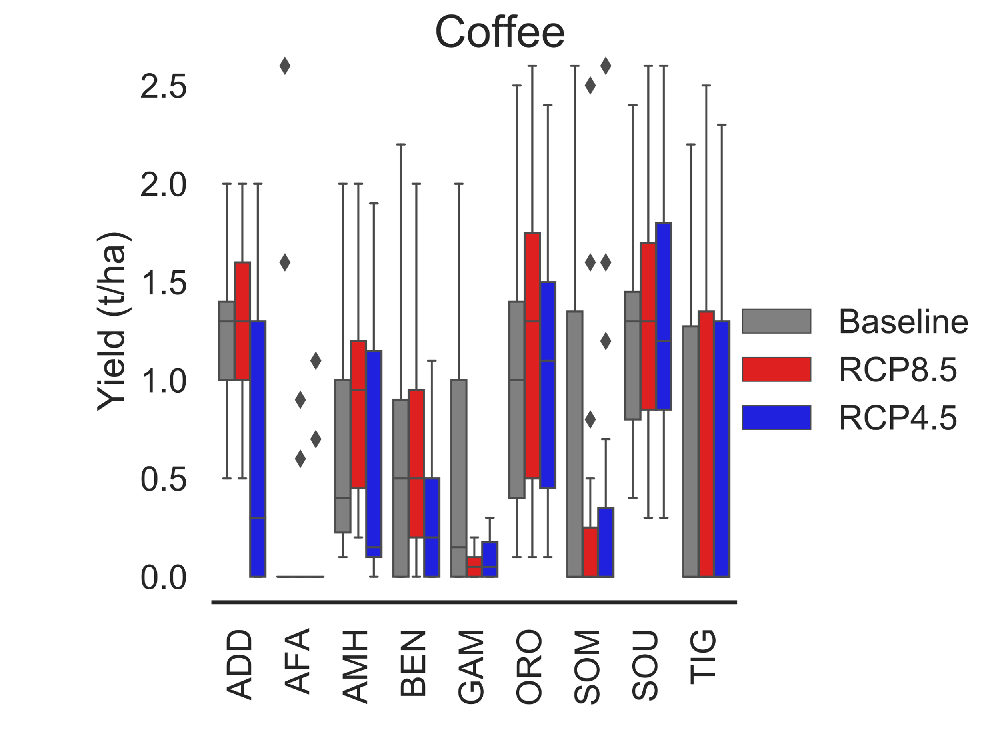 Coffee
Yield (t/ha)
2.5
2.0
1.5
1.0
0.5
0.0
ADD
AFA
AMH
BEN
GAM
ORO
SOM
SOU
TIG
Baseline
RCP8.5
RCP4.5